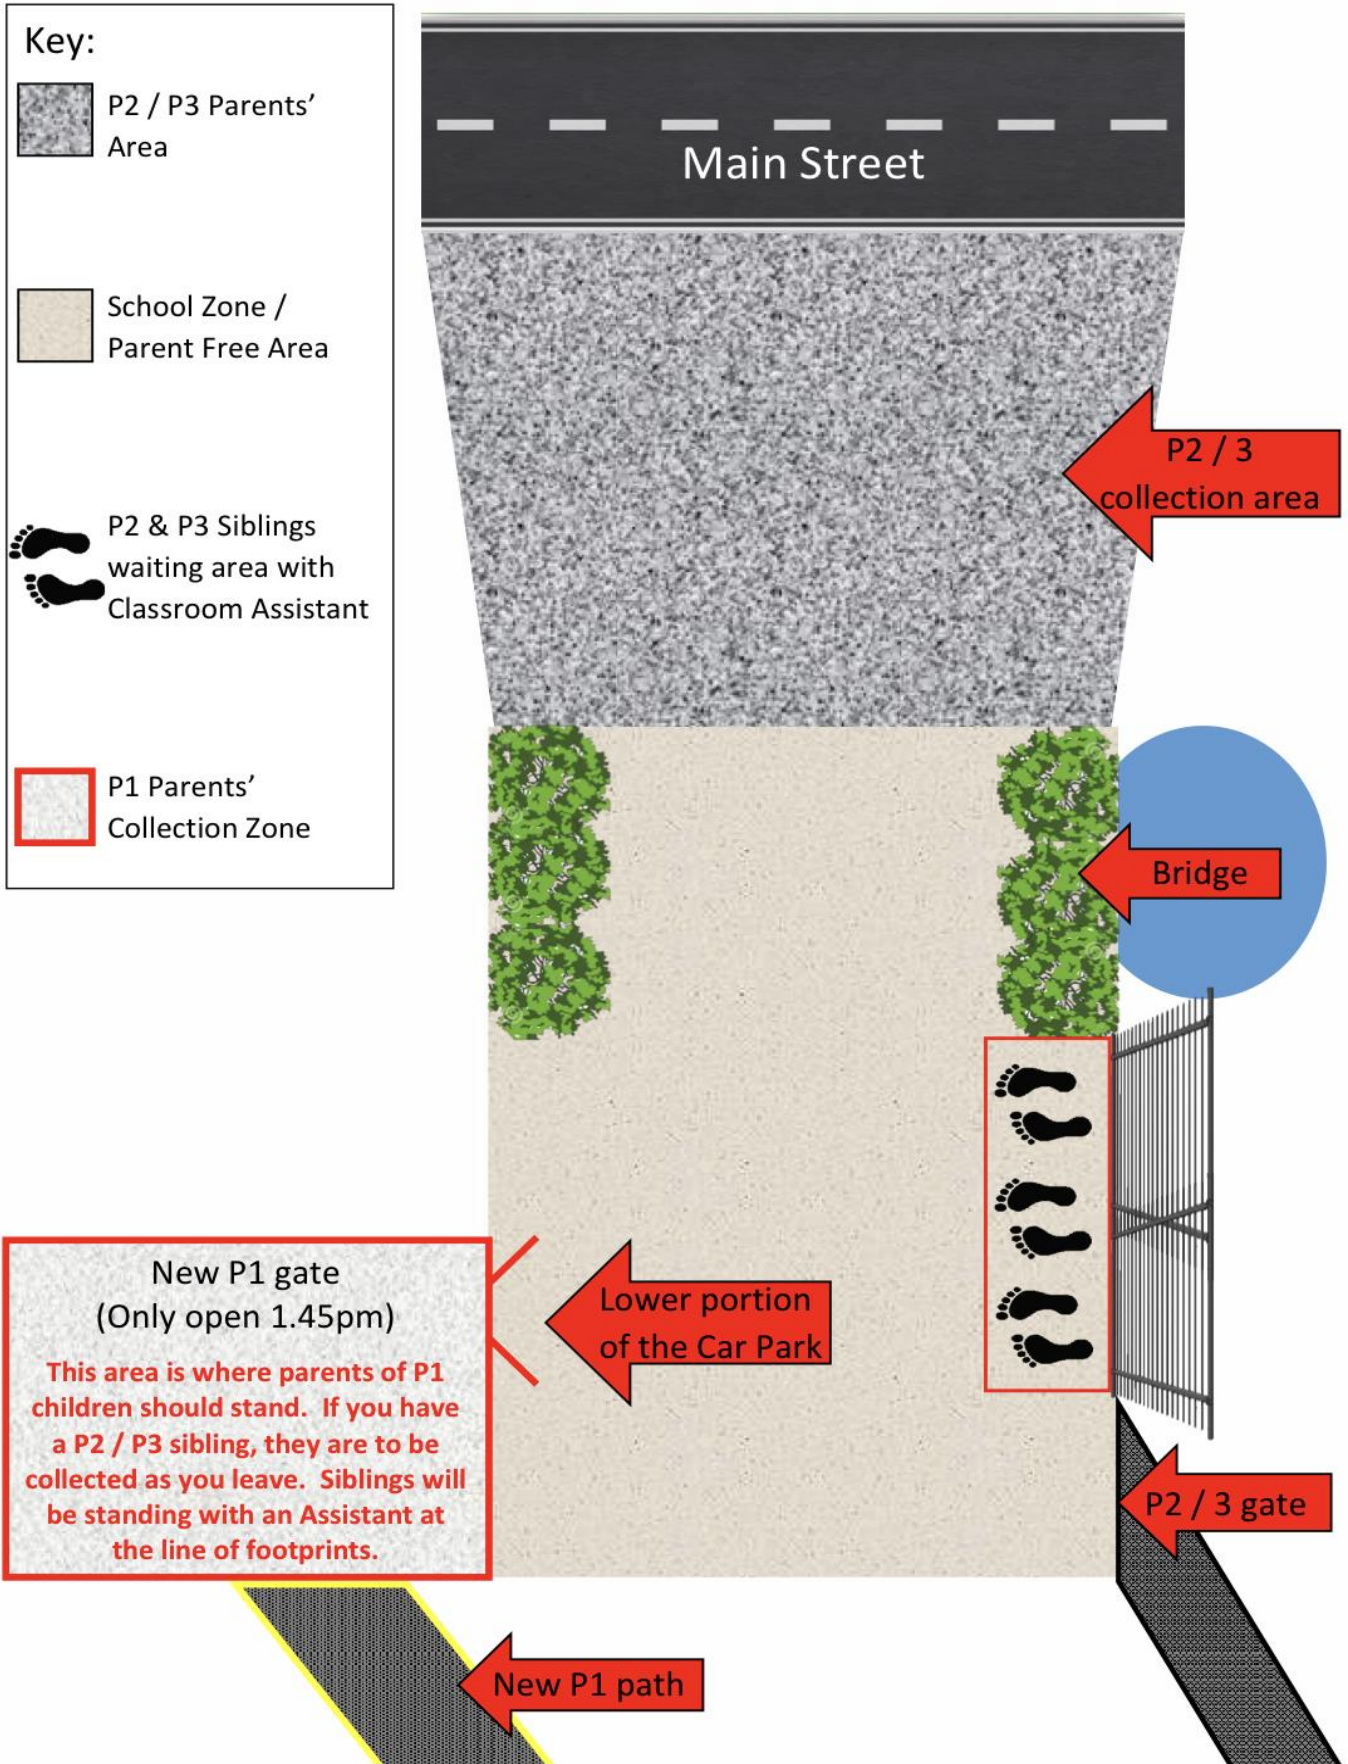 Key:
P2 / P3 Parents’
Area
School Zone /
Parent Free Area
P2 & P3 Siblings
waiting area with
Classroom Assistant
P1 Parents’
Collection Zone
Main Street
P2 / 3
collection area
Bridge
Lower portion
of the Car Park
New P1 gate
(Only open 1.45pm)
This area is where parents of P1
children should stand.  If you have
a P2 / P3 sibling, they are to be
collected as you leave.  Siblings will
be standing with an Assistant at
the line of footprints.
P2 / 3 gate
New P1 path